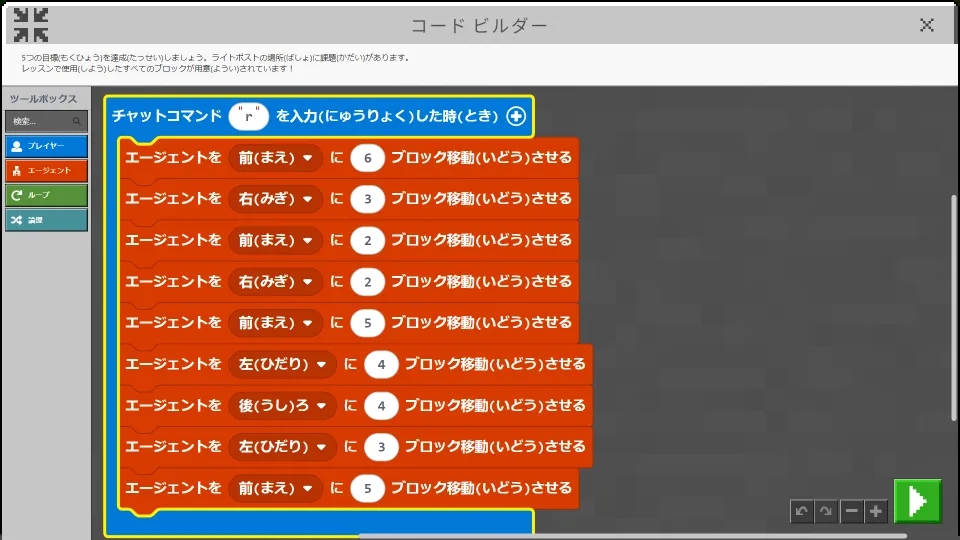 コード ビルダー
5つの目標(もくひょう)を達成(たっせい)しましょう。ライトポストの場所(ばしょ)に課題(かだい)があります。
レッスンで使用(しよう)したすべてのブロックが用意(ようい)されています！
ツールボックス
検索...
プレイヤー
エージェント
ループ
論理
チャットコマンド "r" を入力(にゅうりょく)した時(とき)
エージェントを 前(まえ) に 6 ブロック移動(いどう)させる
エージェントを 右(みぎ) に 3 ブロック移動(いどう)させる
エージェントを 前(まえ) に 2 ブロック移動(いどう)させる
エージェントを 右(みぎ) に 2 ブロック移動(いどう)させる
エージェントを 前(まえ) に 5 ブロック移動(いどう)させる
エージェントを 左(ひだり) に 4 ブロック移動(いどう)させる
エージェントを 後(うし)ろ に 4 ブロック移動(いどう)させる
エージェントを 左(ひだり) に 3 ブロック移動(いどう)させる
エージェントを 前(まえ) に 5 ブロック移動(いどう)させる